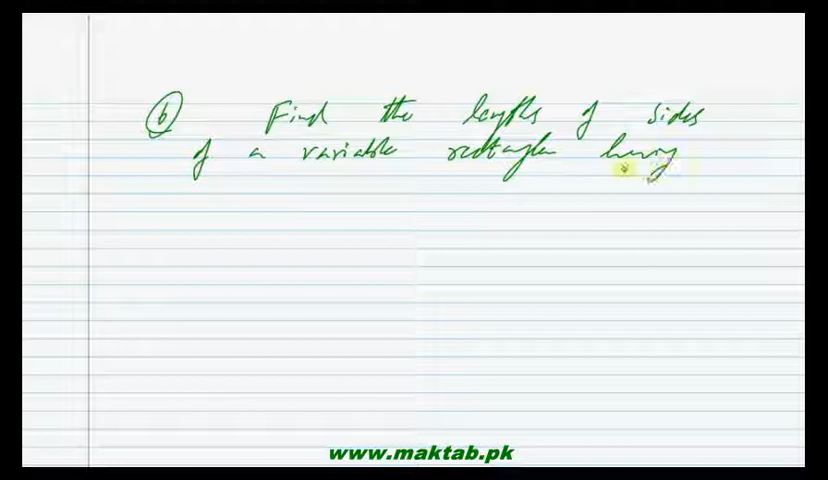 6 Find the lengths of sides
of a variable rectangle having
www.maktab.pk